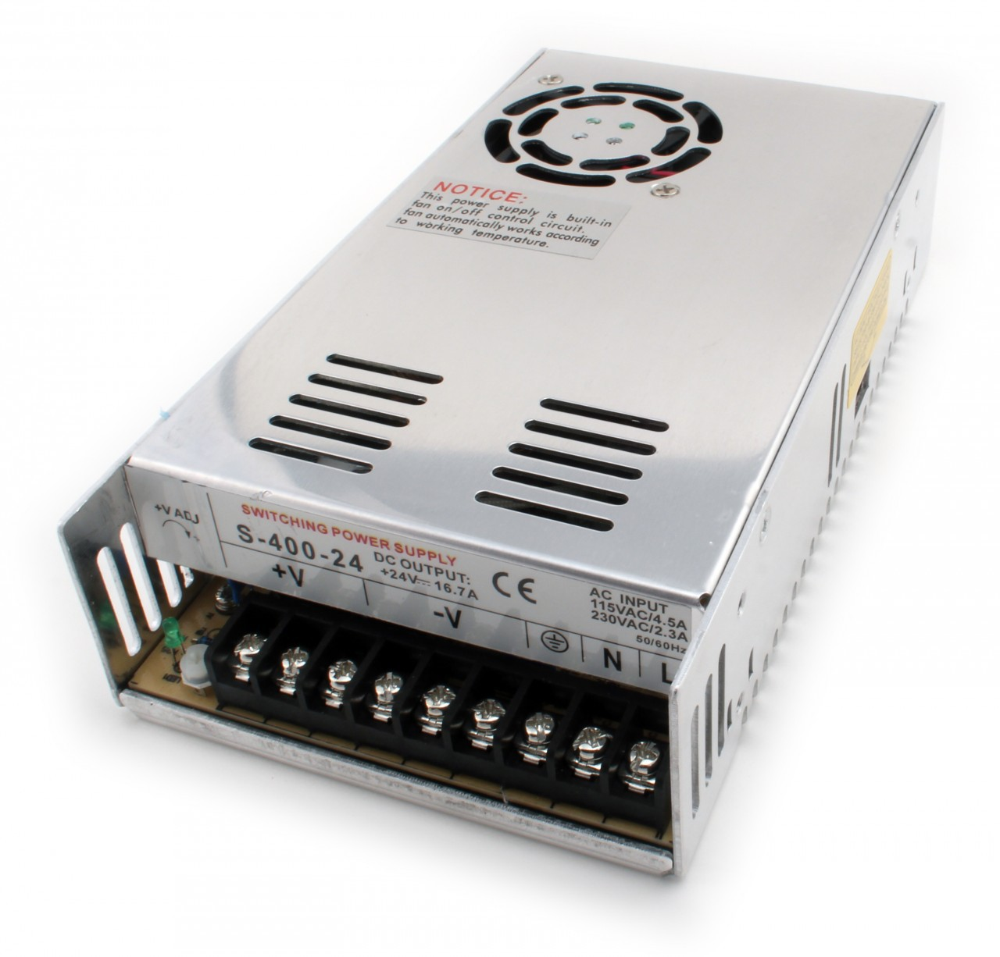 NOTICE:
This power supply is built-in
fan on/off control circuit.
fan automatically works according
to working temperature.
+V ADJ
SWITCHING POWER SUPPLY
S-400-24
DC OUTPUT:
+24V⎓16.7A
CE
AC INPUT
115VAC/4.5A
230VAC/2.3A
50/60Hz
+V
-V
N
L